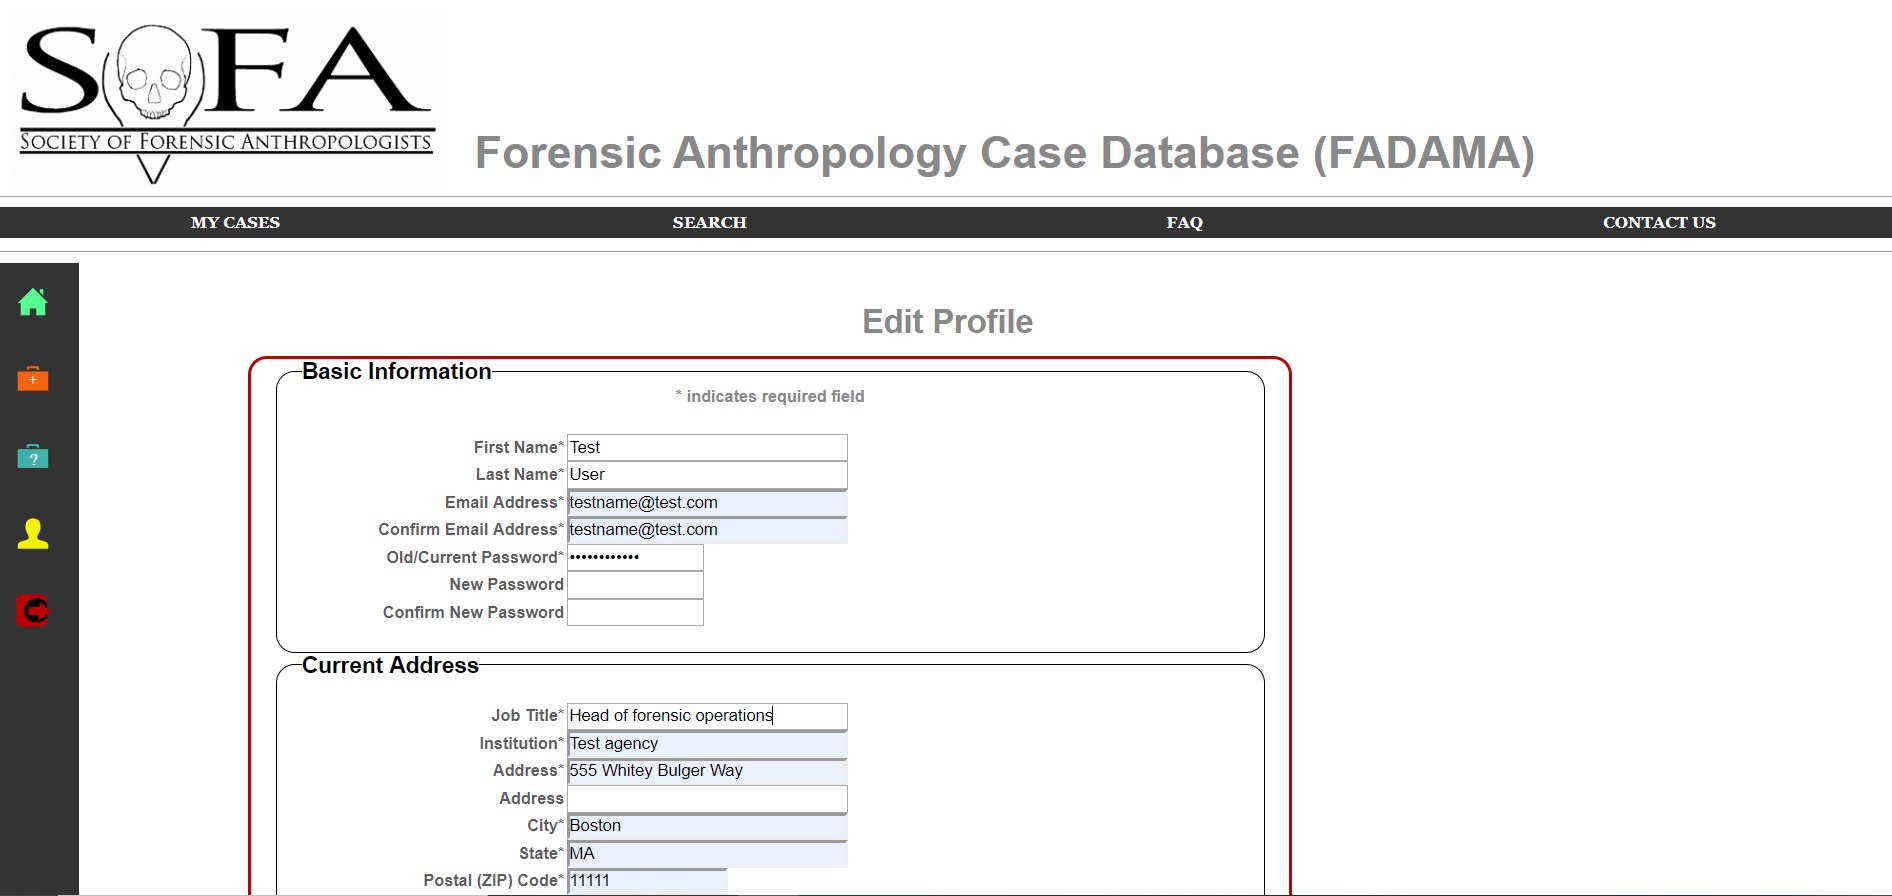 SOFA
SOCIETY OF FORENSIC ANTHROPOLOGISTS
Forensic Anthropology Case Database (FADAMA)
MY CASES SEARCH FAQ CONTACT US
Edit Profile
Basic Information
* indicates required field
First Name* Test
Last Name* User
Email Address* testname@test.com
Confirm Email Address* testname@test.com
Old/Current Password* ••••••••••••
New Password
Confirm New Password
Current Address
Job Title* Head of forensic operations
Institution* Test agency
Address* 555 Whitey Bulger Way
Address
City* Boston
State* MA
Postal (ZIP) Code* 11111